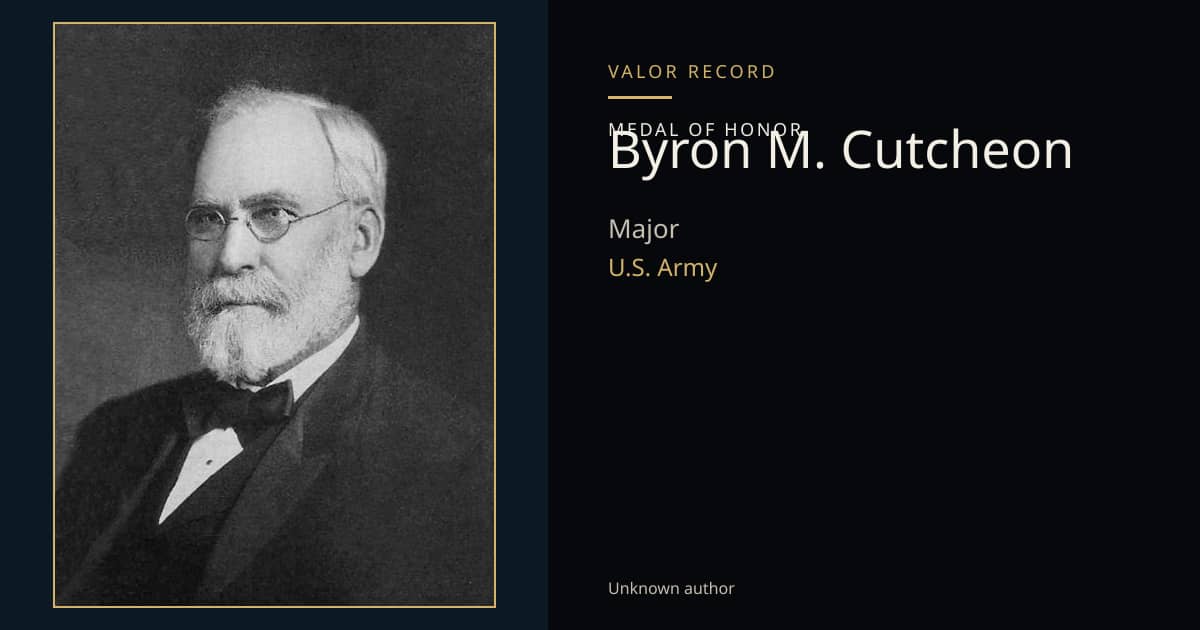 VALOR RECORD
MEDAL OF HONOR
Byron M. Cutcheon
Major
U.S. Army
Unknown author